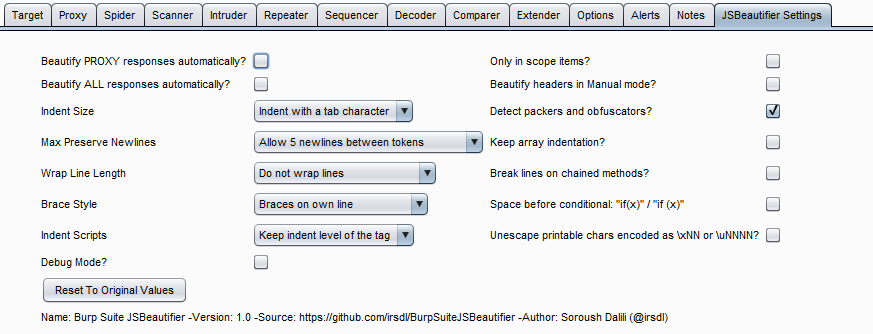 Target Proxy Spider Scanner Intruder Repeater Sequencer Decoder Comparer Extender Options Alerts Notes JSBeautifier Settings
Beautify PROXY responses automatically? Only in scope items?
Beautify ALL responses automatically? Beautify headers in Manual mode?
Indent Size Indent with a tab character Detect packers and obfuscators?
Max Preserve Newlines Allow 5 newlines between tokens Keep array indentation?
Wrap Line Length Do not wrap lines Break lines on chained methods?
Brace Style Braces on own line Space before conditional: "if(x)" / "if (x)"
Indent Scripts Keep indent level of the tag Unescape printable chars encoded as \xNN or \uNNNN?
Debug Mode?
Reset To Original Values
Name: Burp Suite JSBeautifier -Version: 1.0 -Source: https://github.com/irsdl/BurpSuiteJSBeautifier -Author: Soroush Dalili (@irsdl)